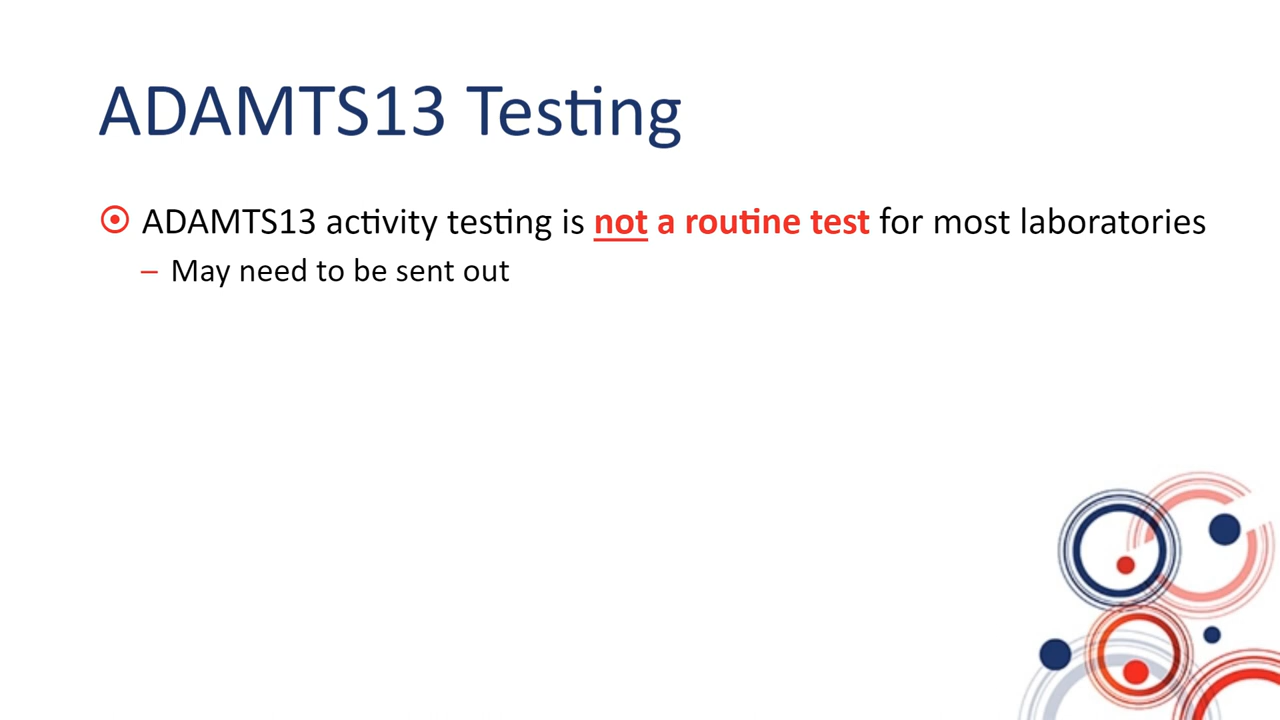 ADAMTS13 Testing
ADAMTS13 activity testing is not a routine test for most laboratories
– May need to be sent out